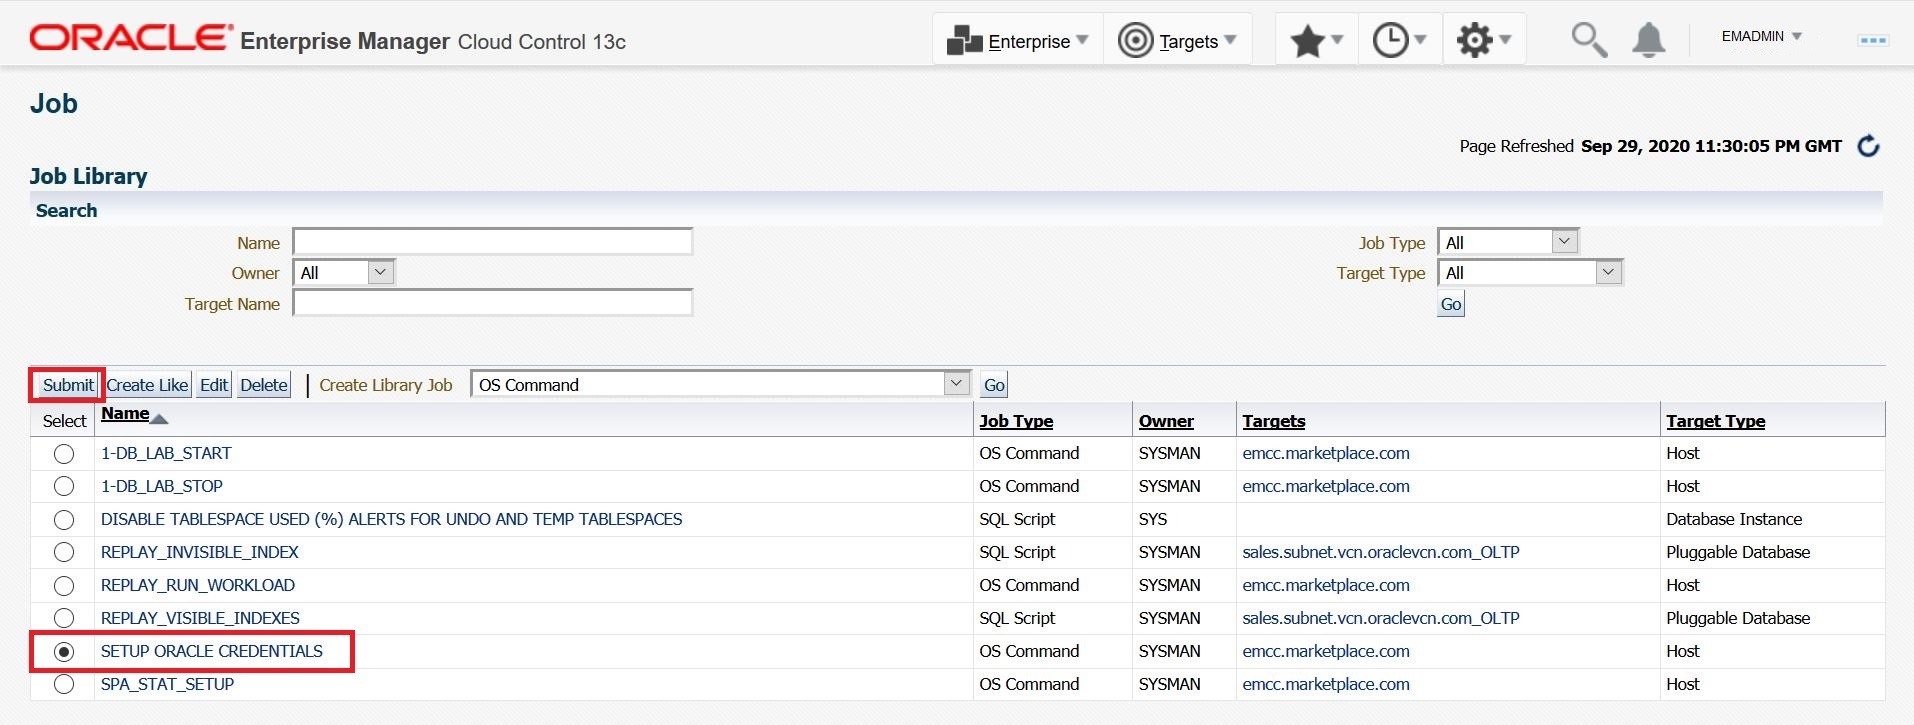 ORACLE Enterprise Manager Cloud Control 13c Enterprise Targets EMADMIN
Job
Page Refreshed Sep 29, 2020 11:30:05 PM GMT
Job Library
Search
Name Job Type All
Owner All Target Type All
Target Name Go
Submit Create Like Edit Delete | Create Library Job OS Command Go
Select Name Job Type Owner Targets Target Type
1-DB_LAB_START OS Command SYSMAN emcc.marketplace.com Host
1-DB_LAB_STOP OS Command SYSMAN emcc.marketplace.com Host
DISABLE TABLESPACE USED (%) ALERTS FOR UNDO AND TEMP TABLESPACES SQL Script SYS Database Instance
REPLAY_INVISIBLE_INDEX SQL Script SYSMAN sales.subnet.vcn.oraclevcn.com_OLTP Pluggable Database
REPLAY_RUN_WORKLOAD OS Command SYSMAN emcc.marketplace.com Host
REPLAY_VISIBLE_INDEXES SQL Script SYSMAN sales.subnet.vcn.oraclevcn.com_OLTP Pluggable Database
SETUP ORACLE CREDENTIALS OS Command SYSMAN emcc.marketplace.com Host
SPA_STAT_SETUP OS Command SYSMAN emcc.marketplace.com Host